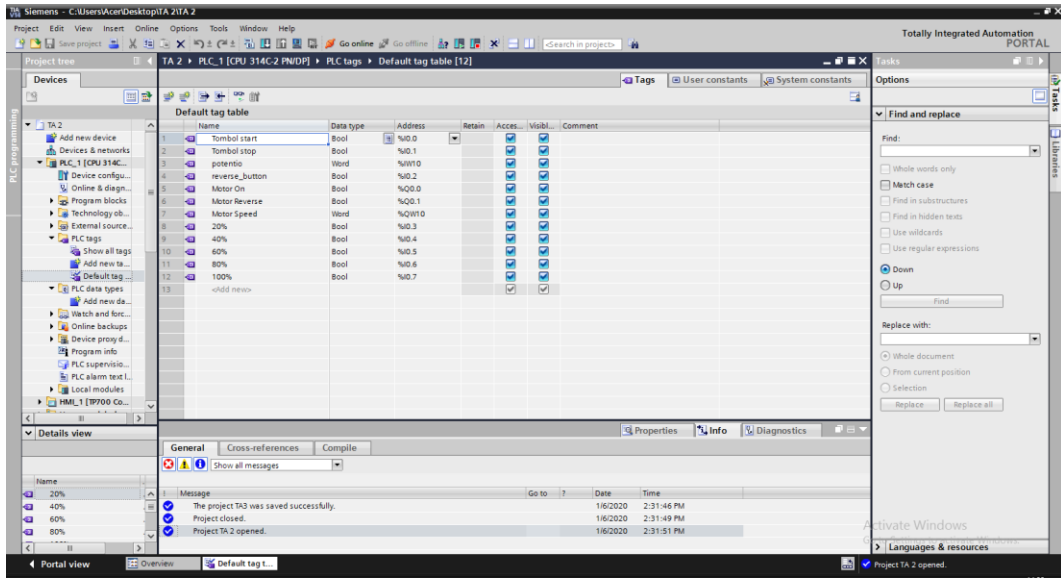 Siemens - C:\Users\Acer\Desktop\TA 2\TA 2
Project Edit View Insert Online Options Tools Window Help
Totally Integrated Automation
PORTAL
Save project Go online Go offline <Search in project>
Project tree
TA 2 PLC_1 [CPU 314C-2 PN/DP] PLC tags Default tag table [12]
Tasks
Devices
Tags User constants System constants
Options
Default tag table
Name Data type Address Retain Acces... Visibl... Comment
1 Tombol start Bool %I0.0
2 Tombol stop Bool %I0.1
3 potentio Word %IW10
4 reverse_button Bool %I0.2
5 Motor On Bool %Q0.0
6 Motor Reverse Bool %Q0.1
7 Motor Speed Word %QW10
8 20% Bool %I0.3
9 40% Bool %I0.4
10 60% Bool %I0.5
11 80% Bool %I0.6
12 100% Bool %I0.7
13 <Add new>
PLC programming
TA 2
Add new device
Devices & networks
PLC_1 [CPU 314C...
Device configu...
Online & diagn...
Program blocks
Technology ob...
External source...
PLC tags
Show all tags
Add new ta...
Default tag ...
PLC data types
Add new da...
Watch and forc...
Online backups
Device proxy d...
Program info
PLC supervisio...
PLC alarm text l...
Local modules
HMI_1 [TP700 Co...
Find and replace
Find:
Whole words only
Match case
Find in substructures
Find in hidden texts
Use wildcards
Use regular expressions
Down
Up
Find
Replace with:
Whole document
From current position
Selection
Replace Replace all
Tasks
Libraries
Details view
Name
20%
40%
60%
80%
Properties Info Diagnostics
General Cross-references Compile
Show all messages
! Message Go to ? Date Time
The project TA3 was saved successfully. 1/6/2020 2:31:46 PM
Project closed. 1/6/2020 2:31:49 PM
Project TA 2 opened. 1/6/2020 2:31:51 PM
Activate Windows
Languages & resources
Portal view Overview Default tag t...
Project TA 2 opened.